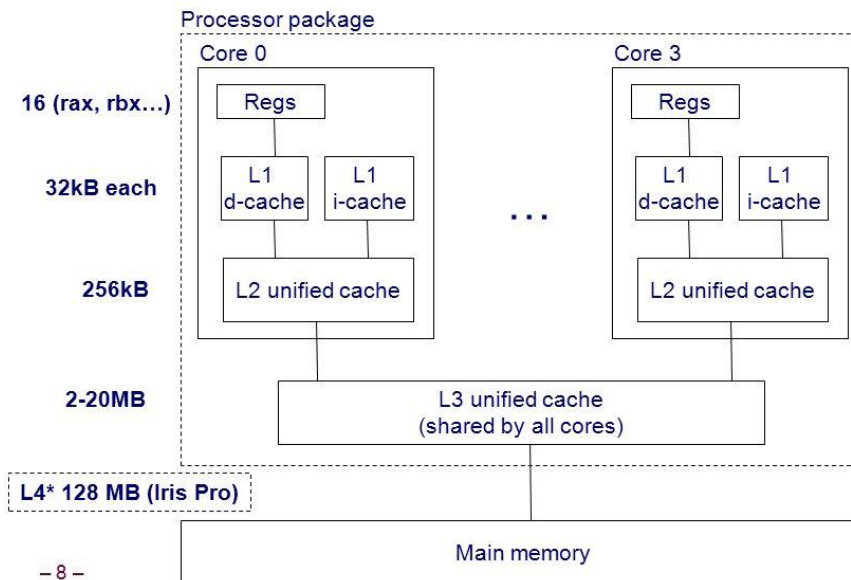 Processor package
Core 0
Core 3
16 (rax, rbx…)
Regs
Regs
32kB each
L1
d-cache
L1
i-cache
...
L1
d-cache
L1
i-cache
256kB
L2 unified cache
L2 unified cache
2-20MB
L3 unified cache
(shared by all cores)
L4* 128 MB (Iris Pro)
Main memory
– 8 –